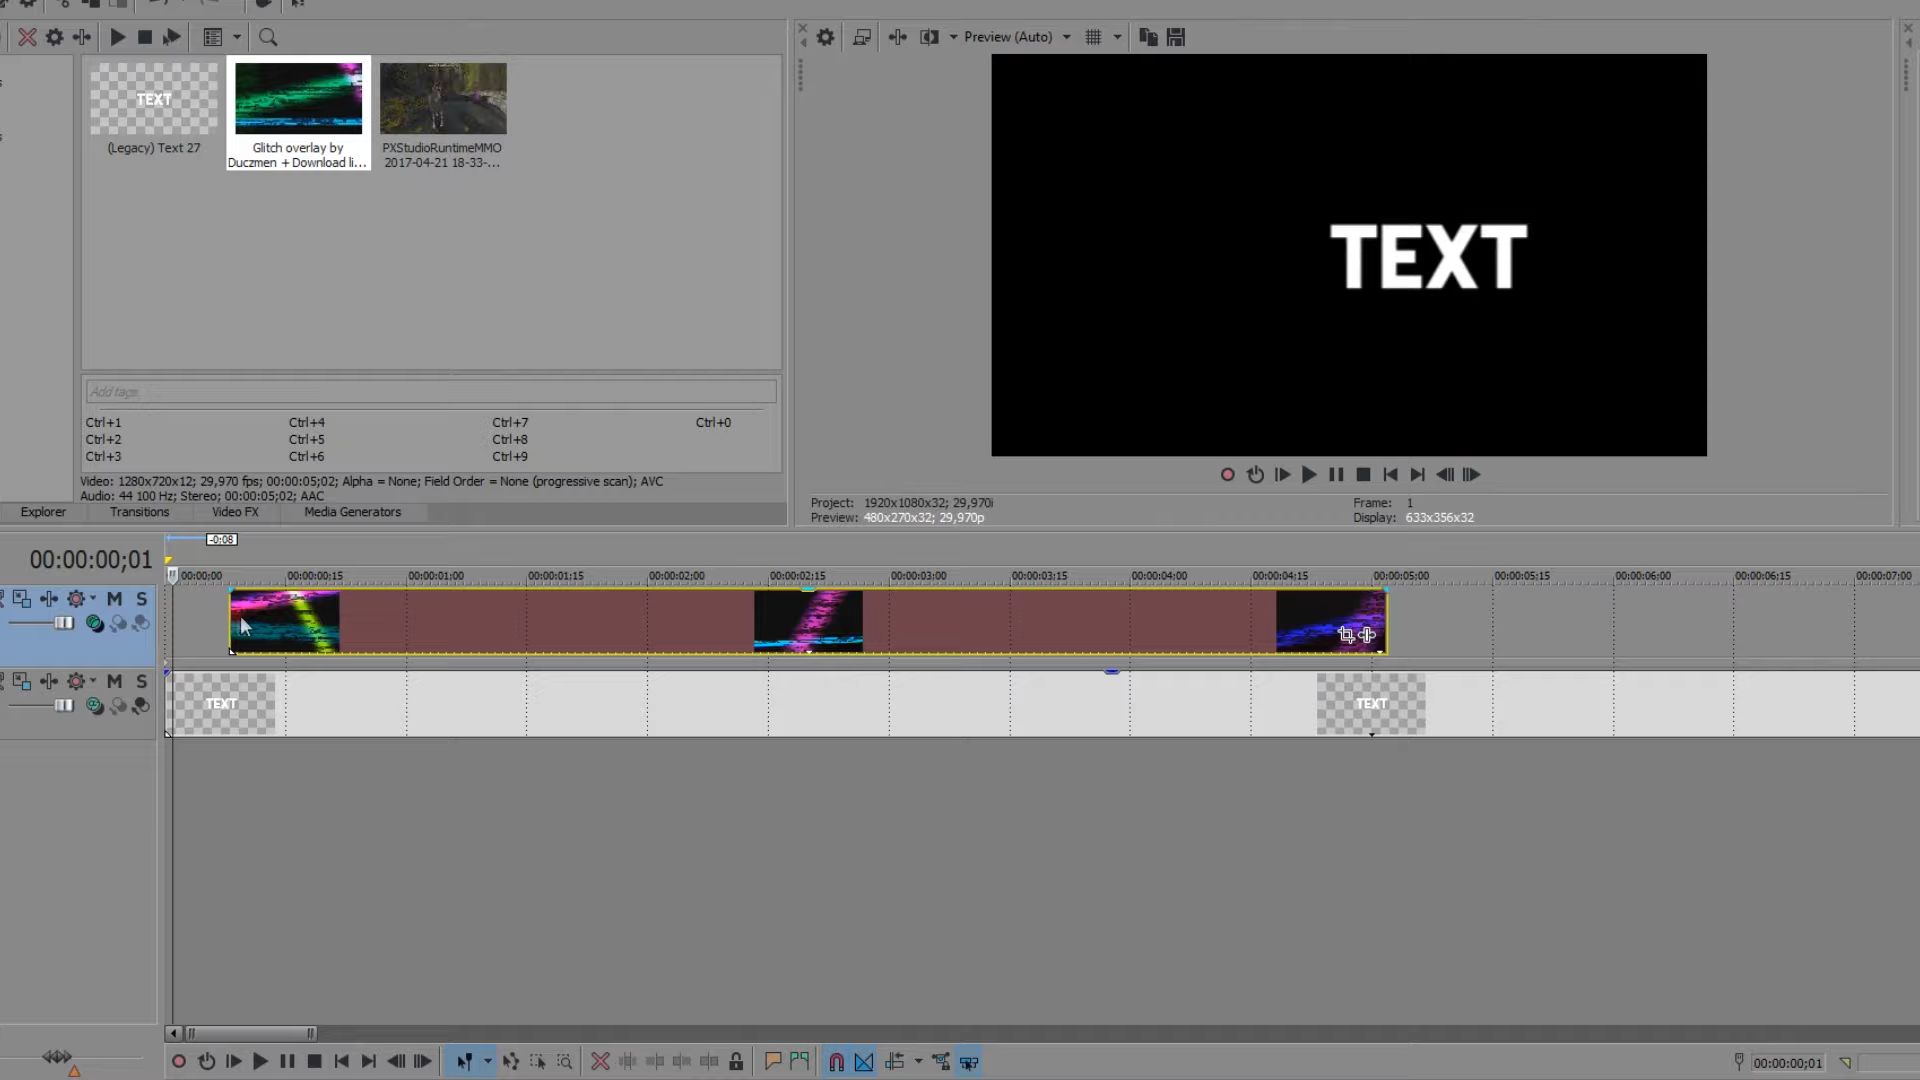 Preview (Auto)
TEXT
(Legacy) Text 27
Glitch overlay by
Duczmen + Download li...
PXStudioRuntimeMMO
2017-04-21 18-33-...
TEXT
Add tags
Ctrl+1 Ctrl+4 Ctrl+7 Ctrl+0
Ctrl+2 Ctrl+5 Ctrl+8
Ctrl+3 Ctrl+6 Ctrl+9
Video: 1280x720x12; 29,970 fps; 00:00:05;02; Alpha = None; Field Order = None (progressive scan); AVC
Audio: 44 100 Hz; Stereo; 00:00:05;02; AAC
Explorer Transitions Video FX Media Generators
Project: 1920x1080x32; 29,970i
Preview: 480x270x32; 29,970p
Frame: 1
Display: 633x356x32
-0:08
00:00:00;01
00:00:00 00:00:00;15 00:00:01;00 00:00:01;15 00:00:02;00 00:00:02;15 00:00:03;00 00:00:03;15 00:00:04;00 00:00:04;15 00:00:05;00 00:00:05;15 00:00:06;00 00:00:06;15 00:00:07;00
M S
M S
TEXT TEXT
00:00:00;01